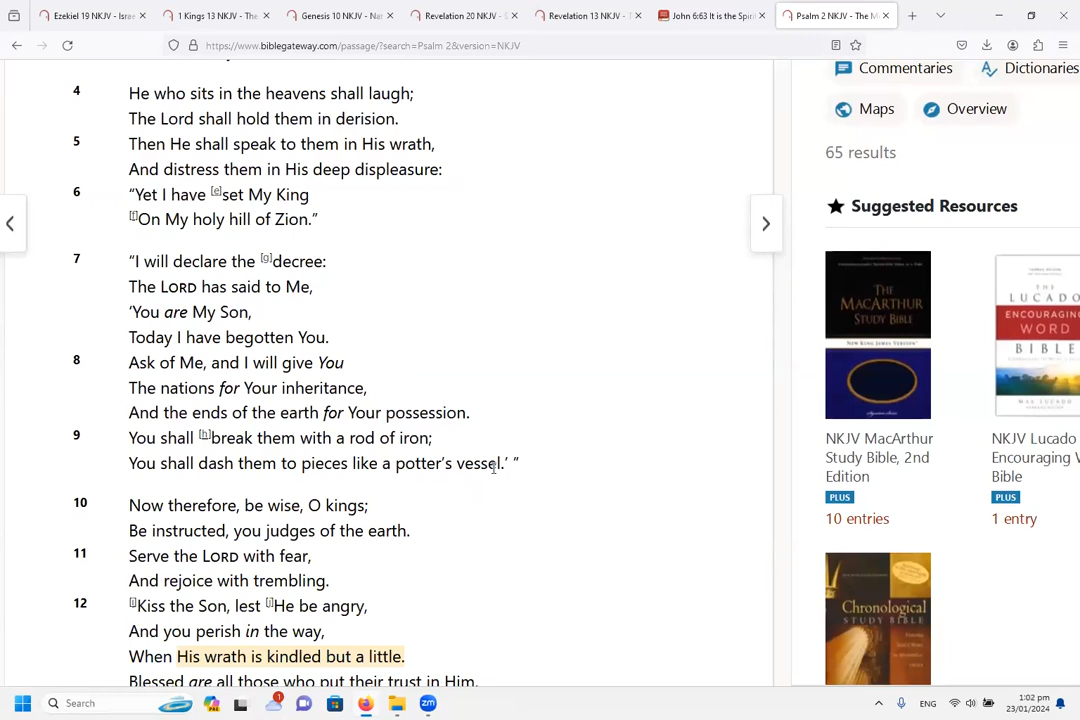 Ezekiel 19 NKJV - Israe
1 Kings 13 NKJV - The
Genesis 10 NKJV - Na
Revelation 20 NKJV -
Revelation 13 NKJV - T
John 6:63 It is the Spiri
Psalm 2 NKJV - The M
https://www.biblegateway.com/passage/?search=Psalm 2&version=NKJV
4 He who sits in the heavens shall laugh;
The Lord shall hold them in derision.
5 Then He shall speak to them in His wrath,
And distress them in His deep displeasure:
6 “Yet I have [e]set My King
[f]On My holy hill of Zion.”
7 “I will declare the [g]decree:
The LORD has said to Me,
‘You are My Son,
Today I have begotten You.
8 Ask of Me, and I will give You
The nations for Your inheritance,
And the ends of the earth for Your possession.
9 You shall [h]break them with a rod of iron;
You shall dash them to pieces like a potter’s vessel.’ ”
10 Now therefore, be wise, O kings;
Be instructed, you judges of the earth.
11 Serve the LORD with fear,
And rejoice with trembling.
12 [i]Kiss the Son, lest [j]He be angry,
And you perish in the way,
When His wrath is kindled but a little.
Blessed are all those who put their trust in Him.
Commentaries
Dictionaries
Maps
Overview
65 results
Suggested Resources
THE
MACARTHUR
STUDY BIBLE
NEW KING JAMES VERSION
THE
LUCADO
ENCOURAGING
WORD
BIBLE
MAX LUCADO
NKJV MacArthur
Study Bible, 2nd
Edition
PLUS
10 entries
NKJV Lucado
Encouraging W
Bible
PLUS
1 entry
Chronological
STUDY BIBLE
Search
1
ENG
1:02 pm
23/01/2024